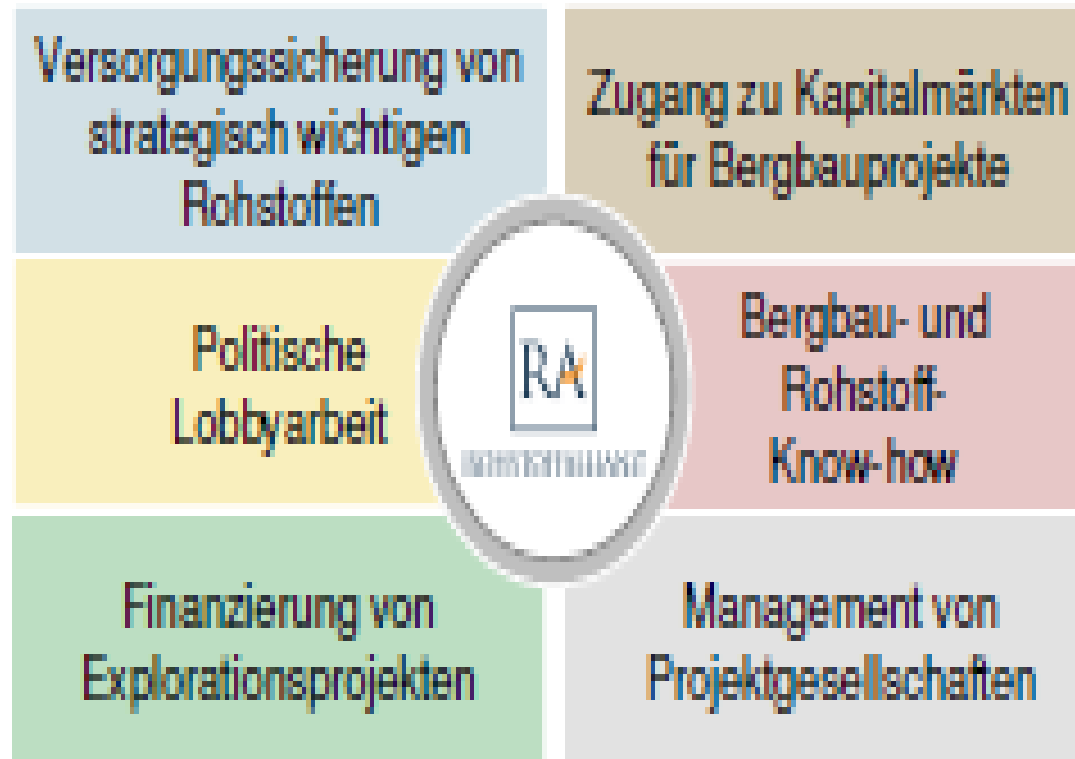 Versorgungssicherung von
strategisch wichtigen
Rohstoffen
Zugang zu Kapitalmärkten
für Bergbauprojekte
Politische
Lobbyarbeit
RA
Bergbau- und
Rohstoff-
Know-how
Finanzierung von
Explorationsprojekten
Management von
Projektgesellschaften